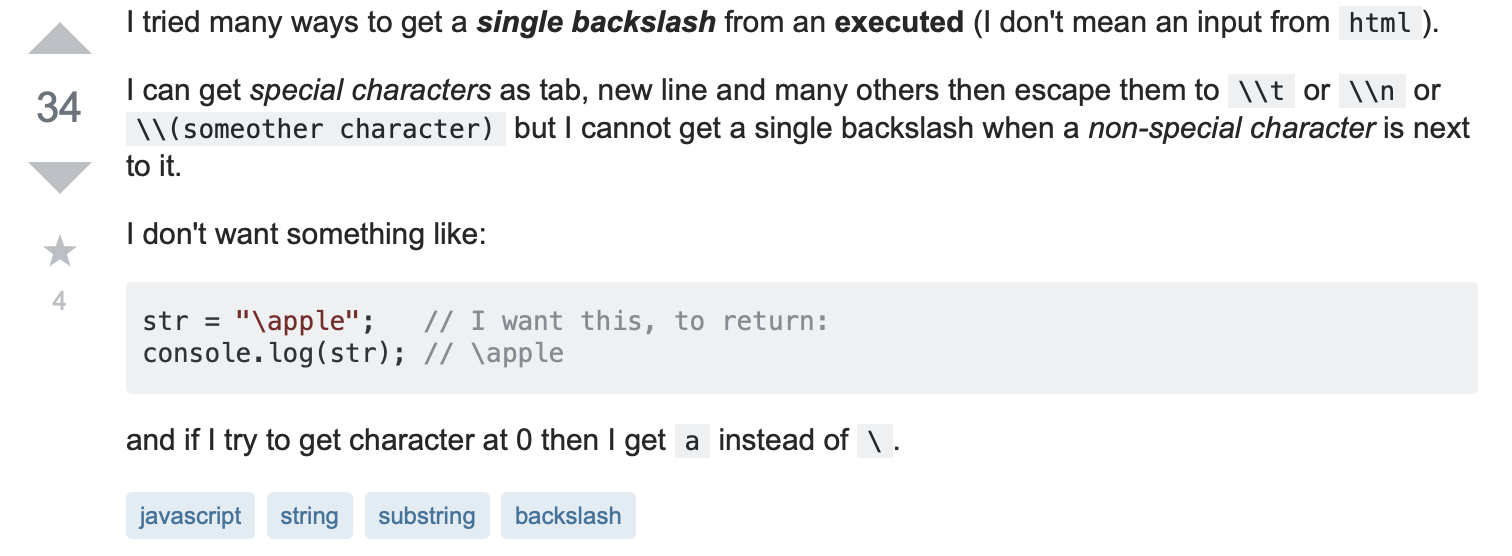 I tried many ways to get a single backslash from an executed (I don't mean an input from html ).
34
I can get special characters as tab, new line and many others then escape them to \\t or \\n or
\\(someother character) but I cannot get a single backslash when a non-special character is next
to it.
I don't want something like:
4
str = "\apple";   // I want this, to return:
console.log(str); // \apple
and if I try to get character at 0 then I get a instead of \ .
javascript string substring backslash